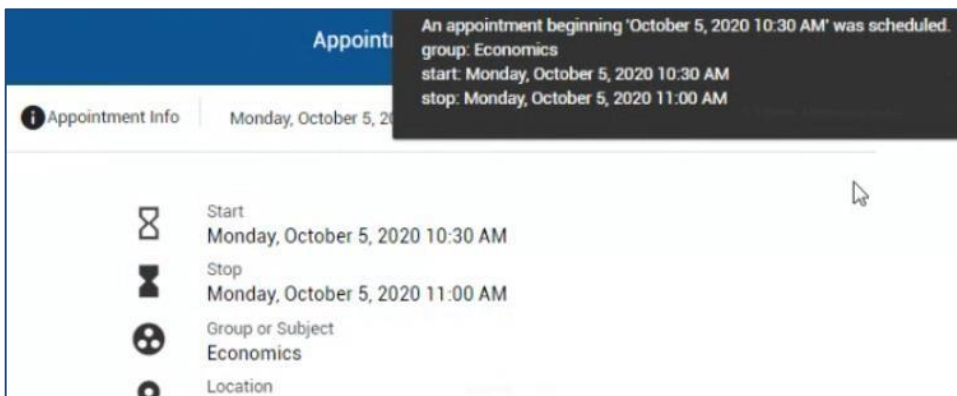 Appoint
An appointment beginning 'October 5, 2020 10:30 AM' was scheduled.
group: Economics
start: Monday, October 5, 2020 10:30 AM
stop: Monday, October 5, 2020 11:00 AM
Appointment Info
Monday, October 5, 20
Start
Monday, October 5, 2020 10:30 AM
Stop
Monday, October 5, 2020 11:00 AM
Group or Subject
Economics
Location